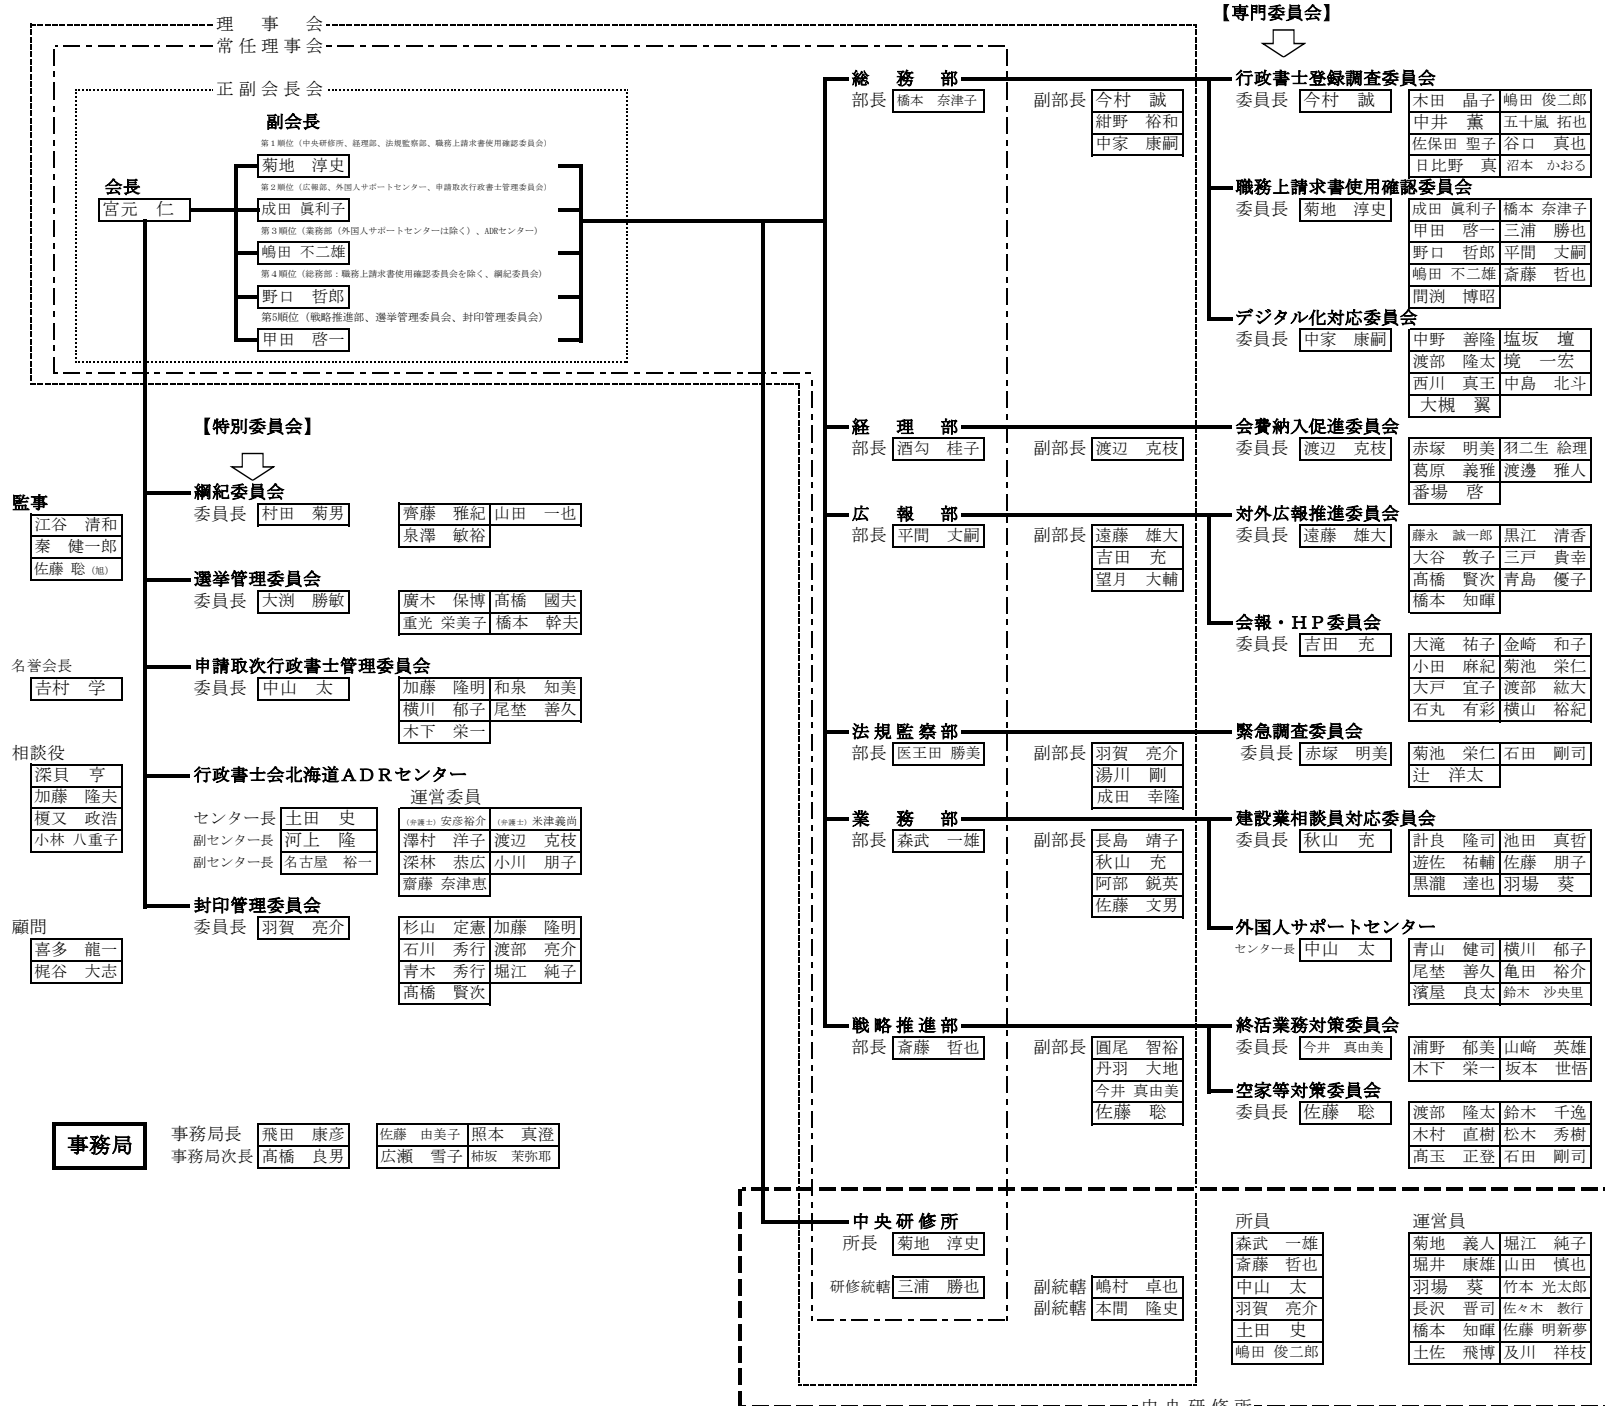 理　事　会
常任理事会
正副会長会
副会長
第1順位（中央研修所、経理部、法規監察部、職務上請求書使用確認委員会）
菊地　淳史
第2順位（広報部、外国人サポートセンター、申請取次行政書士管理委員会）
会長
宮元　仁
成田 眞利子
第3順位（業務部（外国人サポートセンターは除く）、ADRセンター）
嶋田 不二雄
第4順位（総務部：職務上請求書使用確認委員会を除く、綱紀委員会）
野口　哲郎
第5順位（戦略推進部、選挙管理委員会、封印管理委員会）
甲田　啓一
【特別委員会】
綱紀委員会
委員長 村田　菊男 齊藤　雅紀 山田　一也
泉澤　敏裕
選挙管理委員会
委員長 大渕　勝敏 廣木　保博 髙橋　國夫
重光 栄美子 橋本　幹夫
申請取次行政書士管理委員会
委員長 中山　太 加藤　隆明 和泉　知美
横川　郁子 尾埜　善久
木下　栄一
行政書士会北海道ＡＤＲセンター
運営委員
センター長 土田　史 （弁護士）安彦裕介 （弁護士）米津義尚
副センター長 河上　隆 澤村　洋子 渡辺　克枝
副センター長 名古屋　裕一 深林　恭広 小川　朋子
齋藤 奈津恵
封印管理委員会
委員長 羽賀　亮介 杉山　定憲 加藤　隆明
石川　秀行 渡部　亮介
青木　秀行 堀江　純子
髙橋　賢次
監事
江谷　清和
秦　健一郎
佐藤 聡（旭）
名誉会長
吉村　学
相談役
深貝　亨
加藤　隆夫
榎又　政浩
小林 八重子
顧問
喜多　龍一
梶谷　大志
事務局
事務局長 飛田　康彦 佐藤　由美子 照本　真澄
事務局次長 髙橋　良男 広瀬　雪子 柿坂　茉弥耶
【専門委員会】
総　務　部
部長 橋本　奈津子 副部長 今村　誠
紺野　裕和
中家　康嗣
行政書士登録調査委員会
委員長 今村　誠 木田　晶子 嶋田 俊二郎
中井　薫 五十嵐 拓也
佐保田 聖子 谷口　真也
日比野　真 沼本　かおる
職務上請求書使用確認委員会
委員長 菊地　淳史 成田 眞利子 橋本 奈津子
甲田　啓一 三浦　勝也
野口　哲郎 平間　丈嗣
嶋田 不二雄 斎藤　哲也
間渕　博昭
デジタル化対応委員会
委員長 中家　康嗣 中野　善隆 塩坂　壇
渡部　隆太 境　一宏
西川　真王 中島　北斗
大槻　翼
経　理　部
部長 酒勾　桂子 副部長 渡辺　克枝
会費納入促進委員会
委員長 渡辺　克枝 赤塚　明美 羽二生 絵理
葛原　義雅 渡邊　雅人
番場　啓
広　報　部
部長 平間　丈嗣 副部長 遠藤　雄大
吉田　充
望月　大輔
対外広報推進委員会
委員長 遠藤　雄大 藤永　誠一郎 黒江　清香
大谷　敦子 三戸　貴幸
髙橋　賢次 青島　優子
橋本　知暉
会報・ＨＰ委員会
委員長 吉田　充 大滝　祐子 金崎　和子
小田　麻紀 菊池　栄仁
大戸　宜子 渡部　紘大
石丸　有彩 横山　裕紀
法規監察部
部長 医王田 勝美 副部長 羽賀　亮介
湯川　剛
成田　幸隆
緊急調査委員会
委員長 赤塚　明美 菊池　栄仁 石田　剛司
辻　洋太
業　務　部
部長 森武　一雄 副部長 長島　靖子
秋山　充
阿部　鋭英
佐藤　文男
建設業相談員対応委員会
委員長 秋山　充 計良　隆司 池田　真哲
遊佐　祐輔 佐藤　朋子
黒瀧　達也 羽場　葵
外国人サポートセンター
センター長 中山　太 青山　健司 横川　郁子
尾埜　善久 亀田　裕介
濱屋　良太 鈴木　沙央里
戦略推進部
部長 斎藤　哲也 副部長 圓尾　智裕
丹羽　大地
今井 真由美
佐藤　聡
終活業務対策委員会
委員長 今井　真由美 浦野　郁美 山﨑　英雄
木下　栄一 坂本　世悟
空家等対策委員会
委員長 佐藤　聡 渡部　隆太 鈴木　千逸
木村　直樹 松木　秀樹
髙玉　正登 石田　剛司
中央研修所
所長 菊地　淳史
研修統轄 三浦　勝也 副統轄 嶋村　卓也
副統轄 本間　隆史
所員
森武　一雄
斎藤　哲也
中山　太
羽賀　亮介
土田　史
嶋田 俊二郎
運営員
菊地　義人 堀江　純子
堀井　康雄 山田　慎也
羽場　葵 竹本 光太郎
長沢　晋司 佐々木　教行
橋本　知暉 佐藤 明新夢
土佐　飛博 及川　祥枝
中央研修所